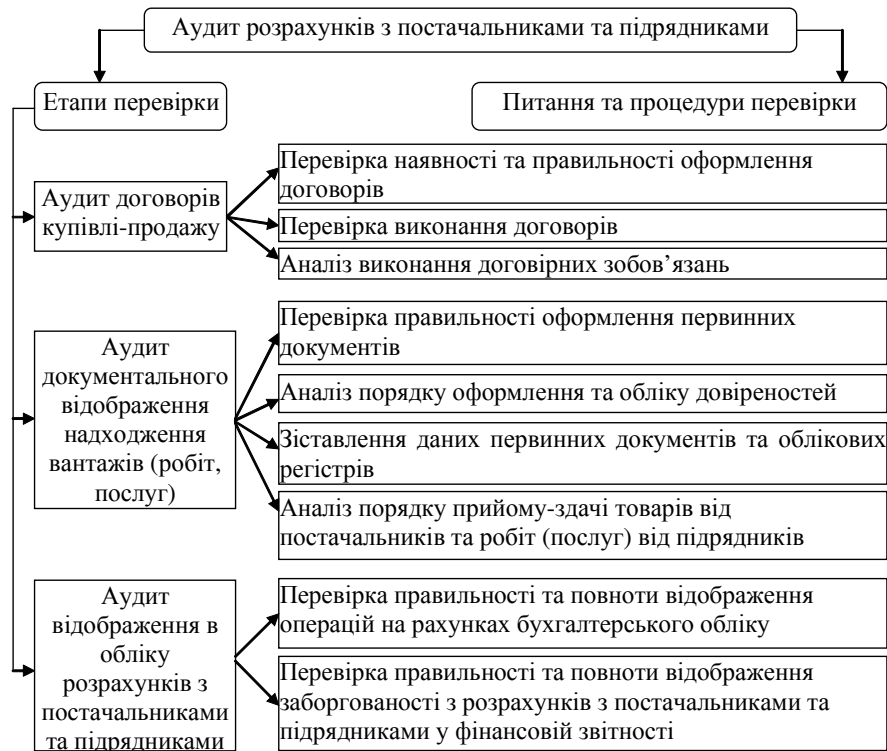 Аудит розрахунків з постачальниками та підрядниками
Етапи перевірки
Питання та процедури перевірки
Аудит договорів
купівлі-продажу
Перевірка наявності та правильності оформлення
договорів
Перевірка виконання договорів
Аналіз виконання договірних зобов’язань
Аудит
документального
відображення
надходження
вантажів (робіт,
послуг)
Перевірка правильності оформлення первинних
документів
Аналіз порядку оформлення та обліку довіреностей
Зіставлення даних первинних документів та облікових
регістрів
Аналіз порядку прийому-здачі товарів від
постачальників та робіт (послуг) від підрядників
Аудит
відображення в
обліку
розрахунків з
постачальниками
та підрядниками
Перевірка правильності та повноти відображення
операцій на рахунках бухгалтерського обліку
Перевірка правильності та повноти відображення
заборгованості з розрахунків з постачальниками та
підрядниками у фінансовій звітності